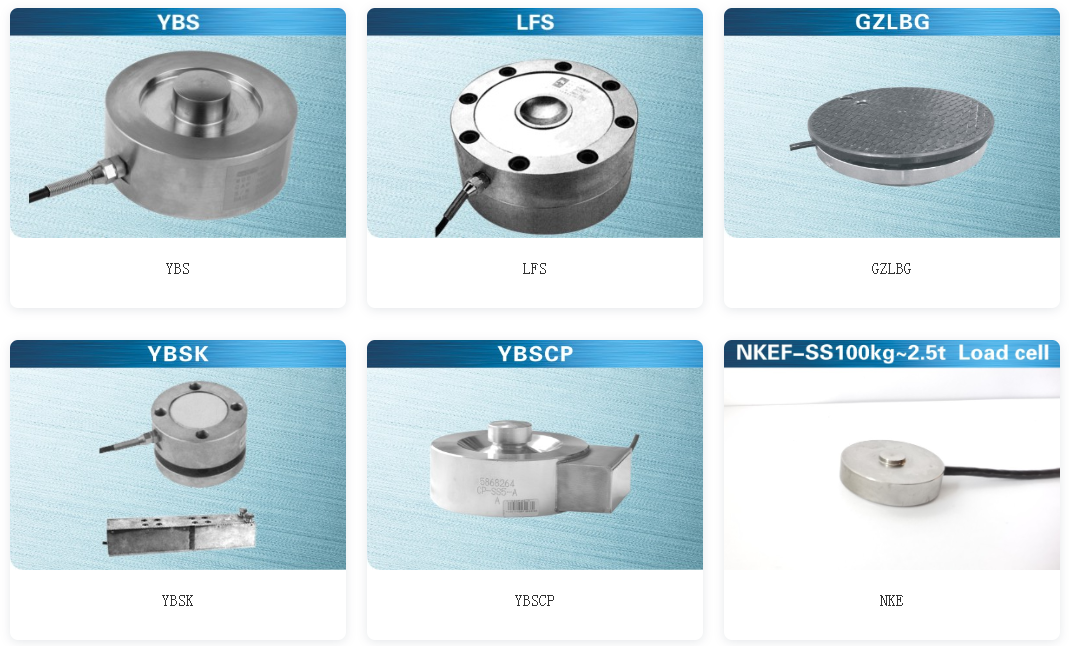 YBS
LFS
GZLBG
YBS
LFS
GZLBG
YBSK
YBSCP
NKEF-SS100kg~2.5t Load cell
5868264
CP-SS5-A
A
YBSK
YBSCP
NKE